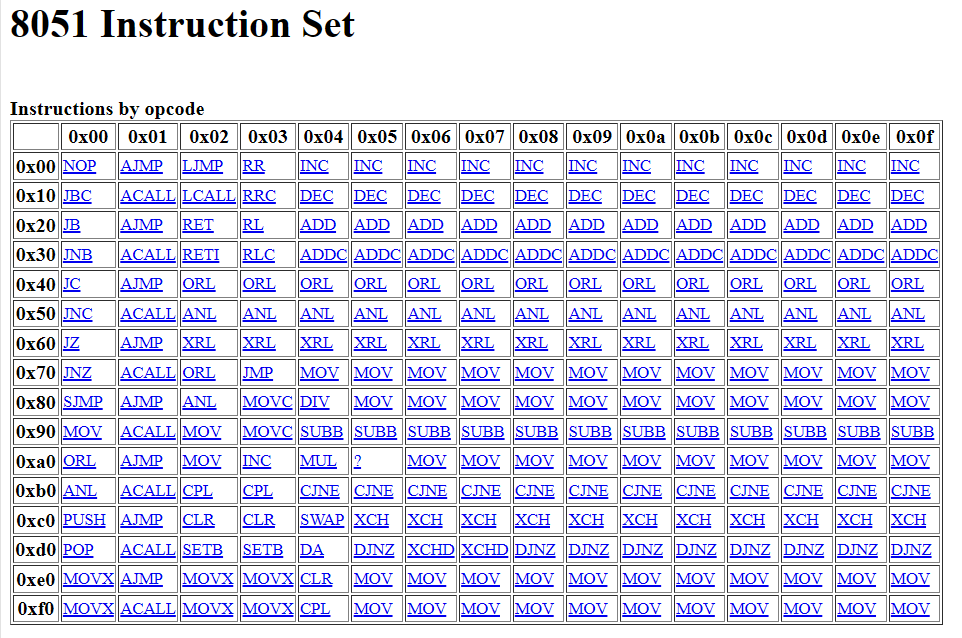 8051 Instruction Set
Instructions by opcode
0x00 0x01 0x02 0x03 0x04 0x05 0x06 0x07 0x08 0x09 0x0a 0x0b 0x0c 0x0d 0x0e 0x0f
0x00 NOP AJMP LJMP RR INC INC INC INC INC INC INC INC INC INC INC INC
0x10 JBC ACALL LCALL RRC DEC DEC DEC DEC DEC DEC DEC DEC DEC DEC DEC DEC
0x20 JB AJMP RET RL ADD ADD ADD ADD ADD ADD ADD ADD ADD ADD ADD ADD
0x30 JNB ACALL RETI RLC ADDC ADDC ADDC ADDC ADDC ADDC ADDC ADDC ADDC ADDC ADDC ADDC
0x40 JC AJMP ORL ORL ORL ORL ORL ORL ORL ORL ORL ORL ORL ORL ORL ORL
0x50 JNC ACALL ANL ANL ANL ANL ANL ANL ANL ANL ANL ANL ANL ANL ANL ANL
0x60 JZ AJMP XRL XRL XRL XRL XRL XRL XRL XRL XRL XRL XRL XRL XRL XRL
0x70 JNZ ACALL ORL JMP MOV MOV MOV MOV MOV MOV MOV MOV MOV MOV MOV MOV
0x80 SJMP AJMP ANL MOVC DIV MOV MOV MOV MOV MOV MOV MOV MOV MOV MOV MOV
0x90 MOV ACALL MOV MOVC SUBB SUBB SUBB SUBB SUBB SUBB SUBB SUBB SUBB SUBB SUBB SUBB
0xa0 ORL AJMP MOV INC MUL ? MOV MOV MOV MOV MOV MOV MOV MOV MOV MOV
0xb0 ANL ACALL CPL CPL CJNE CJNE CJNE CJNE CJNE CJNE CJNE CJNE CJNE CJNE CJNE CJNE
0xc0 PUSH AJMP CLR CLR SWAP XCH XCH XCH XCH XCH XCH XCH XCH XCH XCH XCH
0xd0 POP ACALL SETB SETB DA DJNZ XCHD XCHD DJNZ DJNZ DJNZ DJNZ DJNZ DJNZ DJNZ DJNZ
0xe0 MOVX AJMP MOVX MOVX CLR MOV MOV MOV MOV MOV MOV MOV MOV MOV MOV MOV
0xf0 MOVX ACALL MOVX MOVX CPL MOV MOV MOV MOV MOV MOV MOV MOV MOV MOV MOV